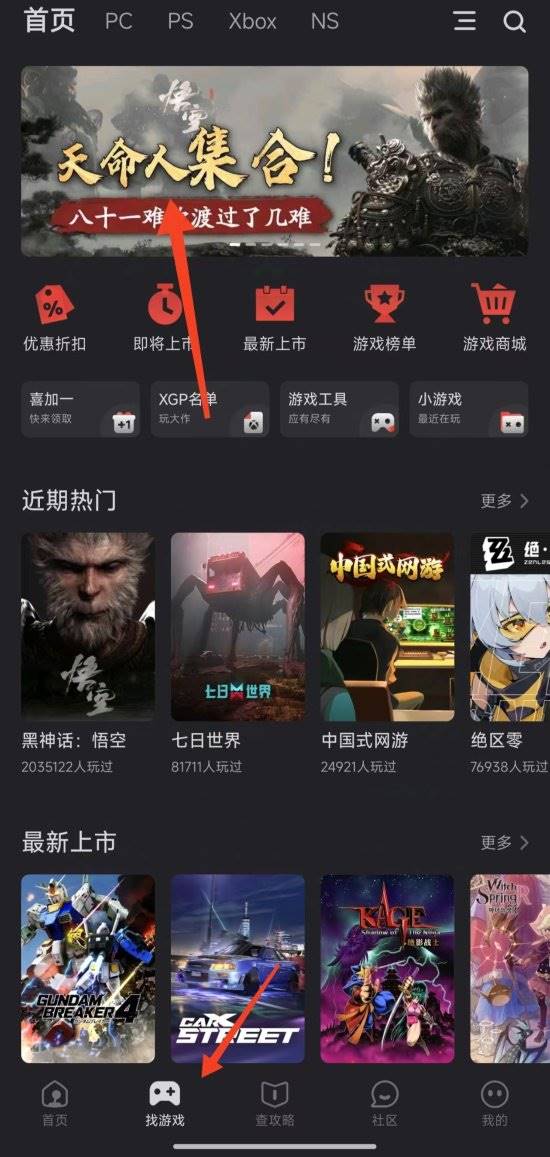 首页 PC PS Xbox NS
悟空
天命人集合！
八十一难 渡过了几难
优惠折扣 即将上市 最新上市 游戏榜单 游戏商城
喜加一 XGP名单 游戏工具 小游戏
快来领取 玩大作 应有尽有 最近在玩
+1
近期热门 更多
中国式网游
绝·
ZENLES
悟空
七日世界
黑神话：悟空 七日世界 中国式网游 绝区零
2035122人玩过 81711人玩过 24921人玩过 76938人玩过
最新上市 更多
Witch
Spring
KAGE
Shadow of The Ninja
绝影战士
GUNDAM
BREAKER 4
CARX
STREET
首页 找游戏 查攻略 社区 我的